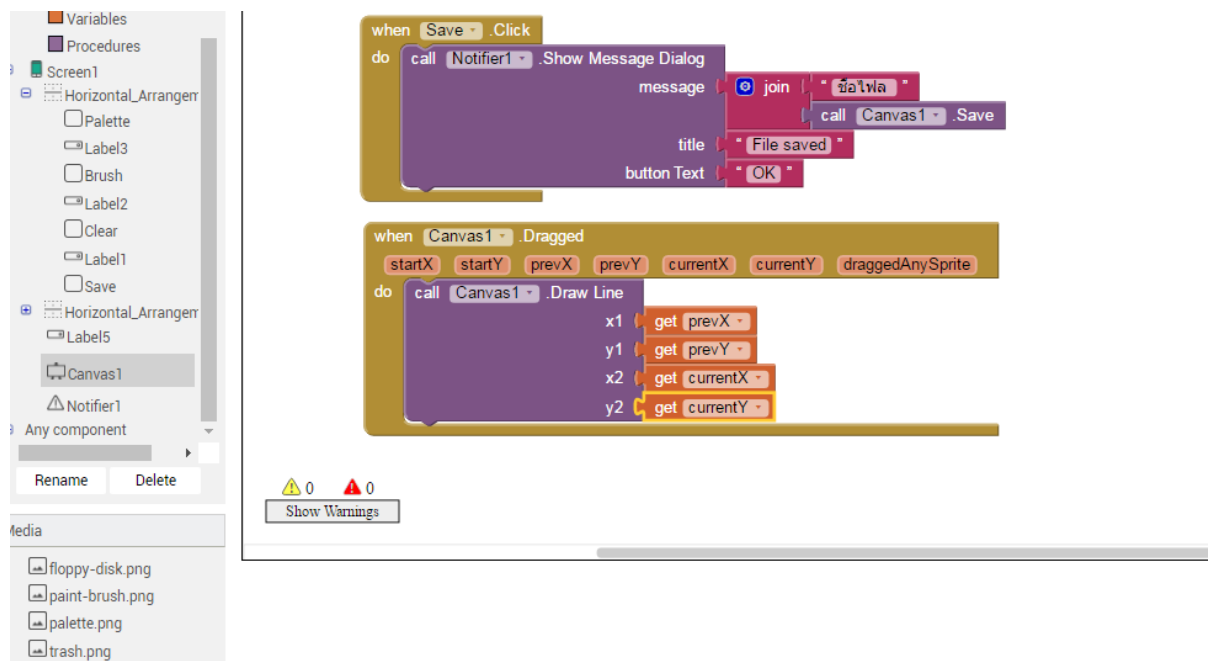 Variables
Procedures
Screen1
Horizontal_Arrangem
Palette
Label3
Brush
Label2
Clear
Label1
Save
Horizontal_Arrangem
Label5
Canvas1
Notifier1
Any component
Rename Delete
Media
floppy-disk.png
paint-brush.png
palette.png
trash.png
when Save .Click
do call Notifier1 .Show Message Dialog
message join " ชื่อไฟล "
call Canvas1 .Save
title " File saved "
button Text " OK "
when Canvas1 .Dragged
startX startY prevX prevY currentX currentY draggedAnySprite
do call Canvas1 .Draw Line
x1 get prevX
y1 get prevY
x2 get currentX
y2 get currentY
0 0
Show Warnings